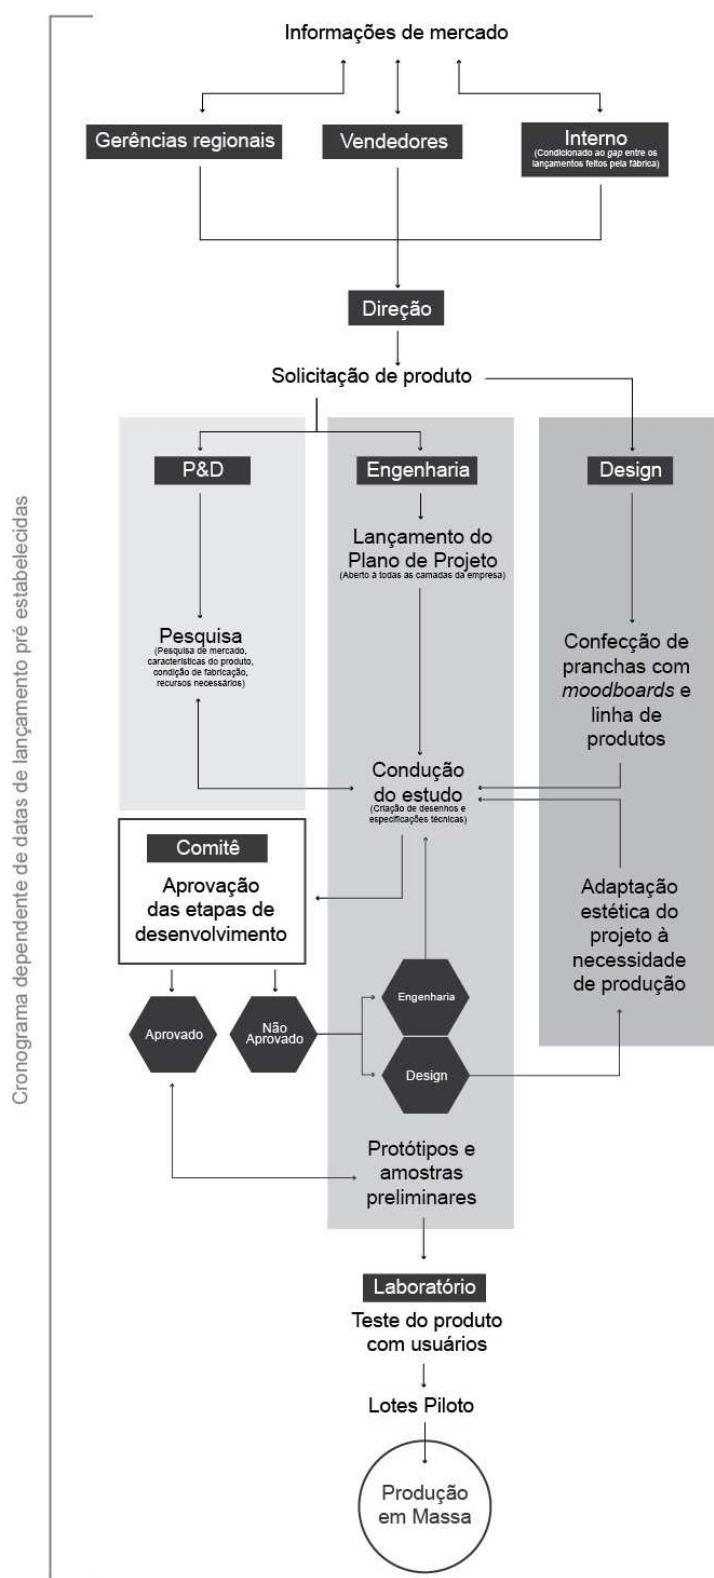 Informações de mercado
Gerências regionais
Vendedores
Interno
(Condicionado ao gap entre os
lançamentos feitos pela fábrica)
Direção
Solicitação de produto
P&D
Engenharia
Design
Lançamento do
Plano de Projeto
(Aberto à todas as camadas da empresa)
Pesquisa
(Pesquisa de mercado,
características do produto,
condição de fabricação,
recursos necessários)
Confecção de
pranchas com
moodboards e
linha de
produtos
Condução
do estudo
(Criação de desenhos e
especificações técnicas)
Comitê
Aprovação
das etapas de
desenvolvimento
Adaptação
estética do
projeto à
necessidade
de produção
Aprovado
Não
Aprovado
Engenharia
Design
Protótipos e
amostras
preliminares
Laboratório
Teste do produto
com usuários
Lotes Piloto
Produção
em Massa
Cronograma dependente de datas de lançamento pré estabelecidas